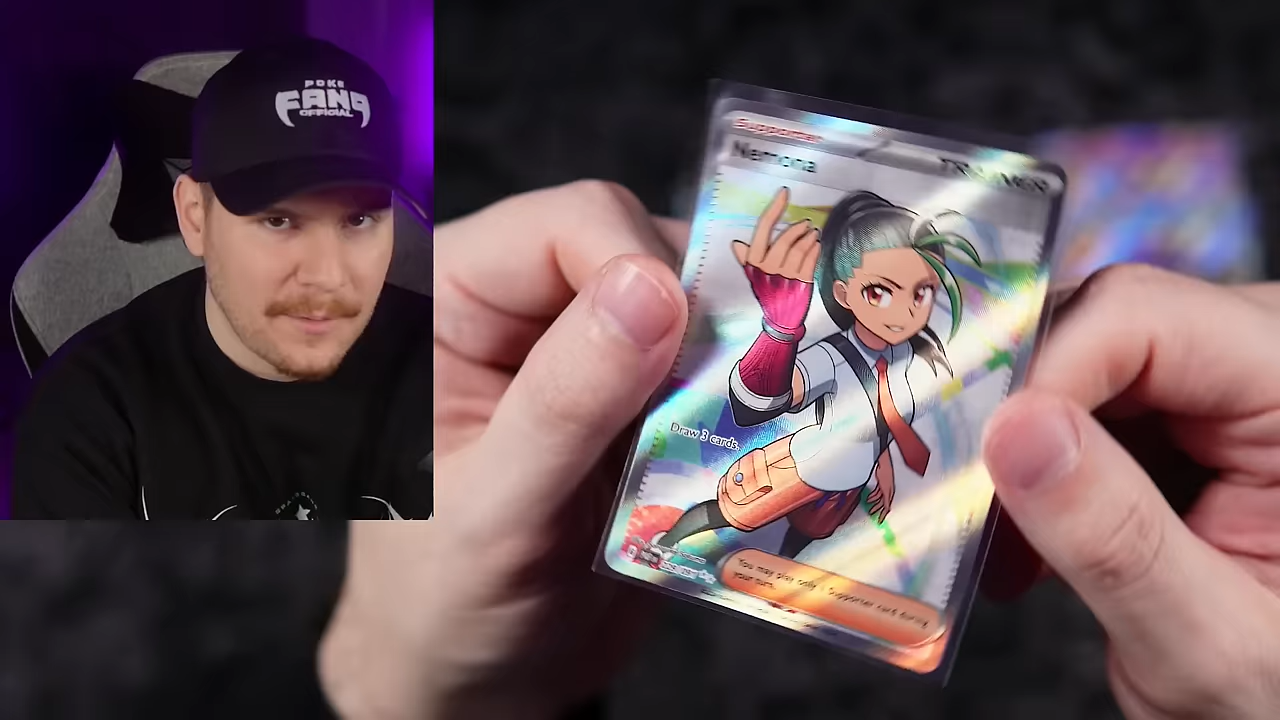 POKE
FANG
OFFICIAL
Supporter
TRAINER
Nemona
Draw 3 cards.
You may play only 1 Supporter card during
your turn.